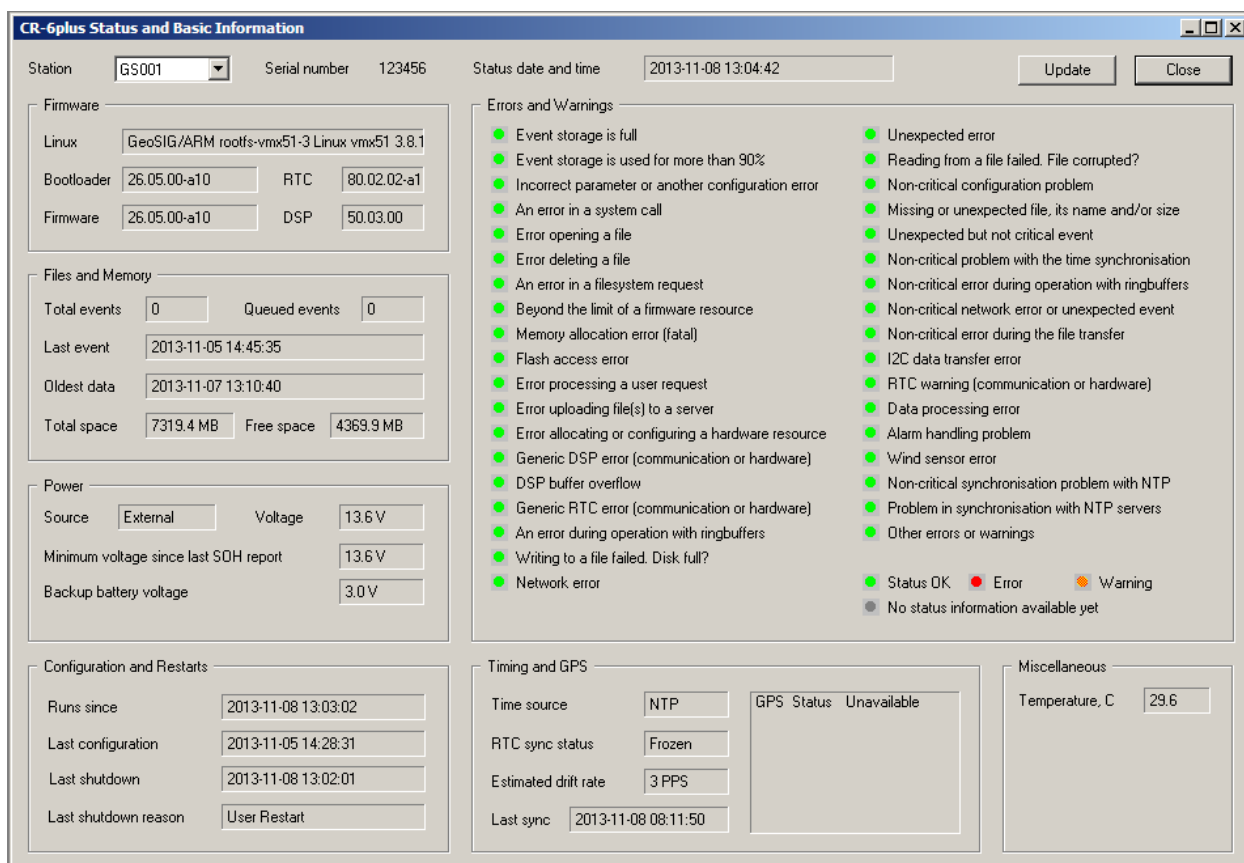 CR-6plus Status and Basic Information
Station GS001 Serial number 123456 Status date and time 2013-11-08 13:04:42 Update Close
Firmware
Linux GeoSIG/ARM rootfs-vmx51-3 Linux vmx51 3.8.1
Bootloader 26.05.00-a10 RTC 80.02.02-a1
Firmware 26.05.00-a10 DSP 50.03.00
Files and Memory
Total events 0 Queued events 0
Last event 2013-11-05 14:45:35
Oldest data 2013-11-07 13:10:40
Total space 7319.4 MB Free space 4369.9 MB
Power
Source External Voltage 13.6 V
Minimum voltage since last SOH report 13.6 V
Backup battery voltage 3.0 V
Configuration and Restarts
Runs since 2013-11-08 13:03:02
Last configuration 2013-11-05 14:28:31
Last shutdown 2013-11-08 13:02:01
Last shutdown reason User Restart
Errors and Warnings
Event storage is full
Event storage is used for more than 90%
Incorrect parameter or another configuration error
An error in a system call
Error opening a file
Error deleting a file
An error in a filesystem request
Beyond the limit of a firmware resource
Memory allocation error (fatal)
Flash access error
Error processing a user request
Error uploading file(s) to a server
Error allocating or configuring a hardware resource
Generic DSP error (communication or hardware)
DSP buffer overflow
Generic RTC error (communication or hardware)
An error during operation with ringbuffers
Writing to a file failed. Disk full?
Network error
Unexpected error
Reading from a file failed. File corrupted?
Non-critical configuration problem
Missing or unexpected file, its name and/or size
Unexpected but not critical event
Non-critical problem with the time synchronisation
Non-critical error during operation with ringbuffers
Non-critical network error or unexpected event
Non-critical error during the file transfer
I2C data transfer error
RTC warning (communication or hardware)
Data processing error
Alarm handling problem
Wind sensor error
Non-critical synchronisation problem with NTP
Problem in synchronisation with NTP servers
Other errors or warnings
Status OK Error Warning
No status information available yet
Timing and GPS
Time source NTP
RTC sync status Frozen
Estimated drift rate 3 PPS
Last sync 2013-11-08 08:11:50
GPS Status Unavailable
Miscellaneous
Temperature, C 29.6